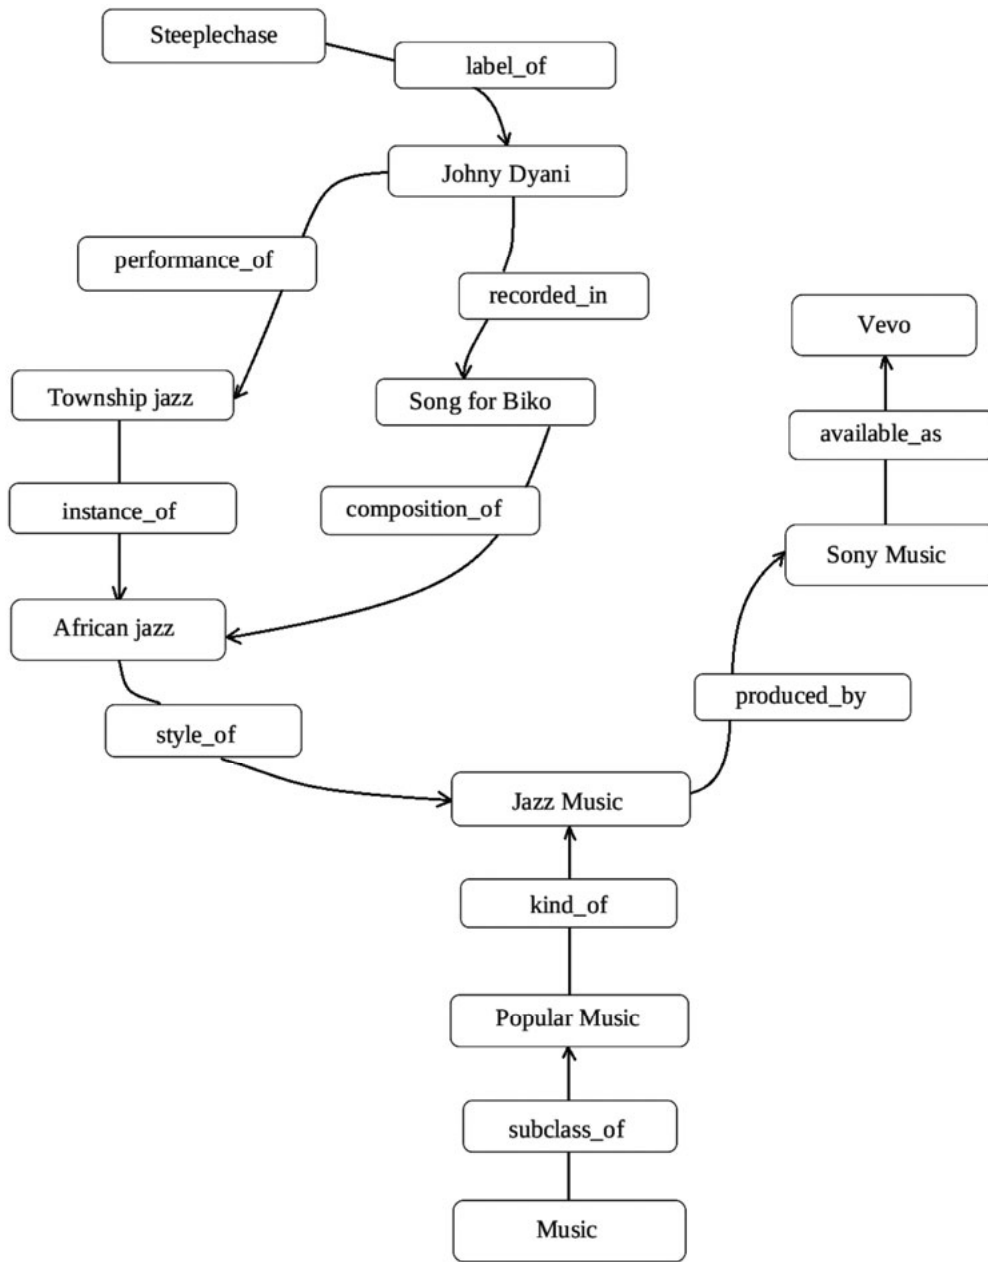 Steeplechase
label_of
Johny Dyani
performance_of
recorded_in
Vevo
Township jazz
Song for Biko
available_as
instance_of
composition_of
Sony Music
African jazz
produced_by
style_of
Jazz Music
kind_of
Popular Music
subclass_of
Music